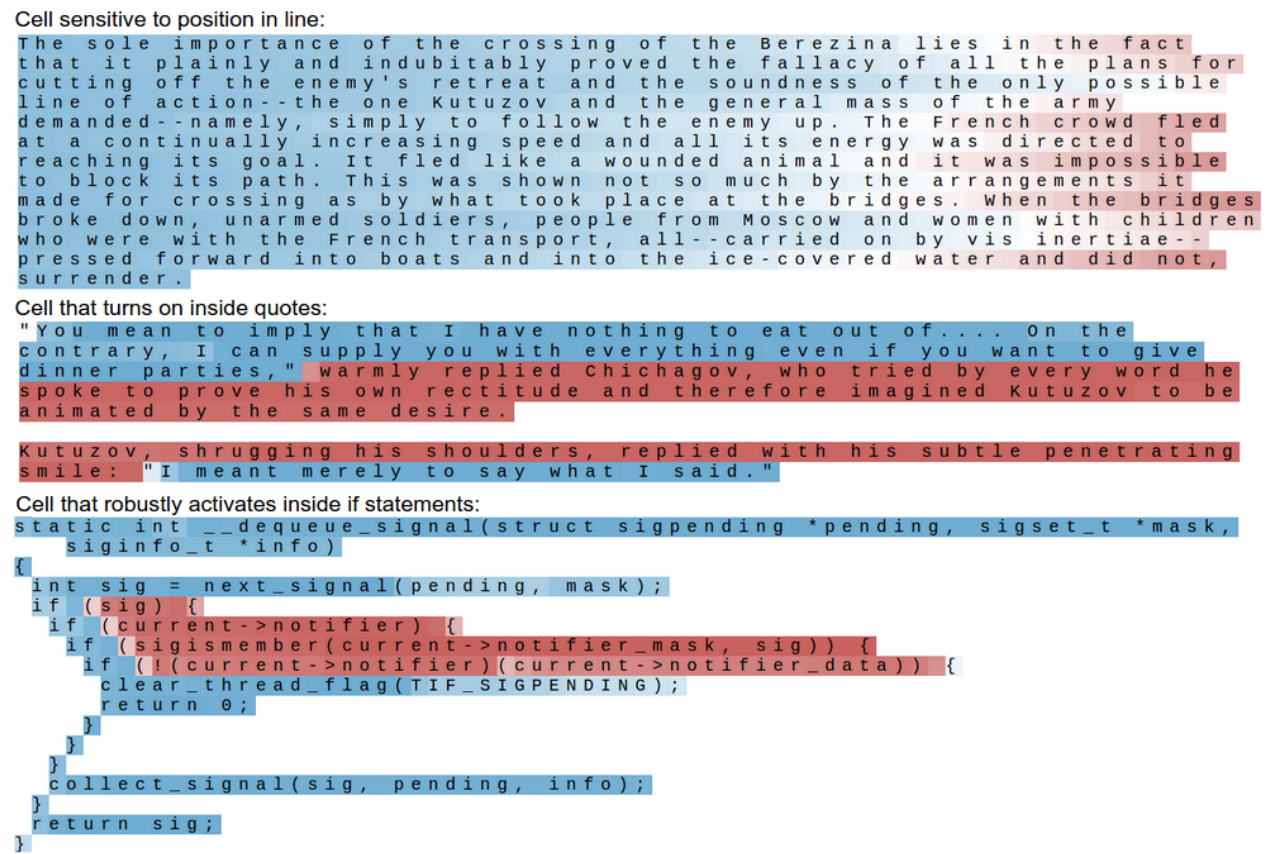 Cell sensitive to position in line:
The sole importance of the crossing of the Berezina lies in the fact
that it plainly and indubitably proved the fallacy of all the plans for
cutting off the enemy's retreat and the soundness of the only possible
line of action--the one Kutuzov and the general mass of the army
demanded--namely, simply to follow the enemy up. The French crowd fled
at a continually increasing speed and all its energy was directed to
reaching its goal. It fled like a wounded animal and it was impossible
to block its path. This was shown not so much by the arrangements it
made for crossing as by what took place at the bridges. When the bridges
broke down, unarmed soldiers, people from Moscow and women with children
who were with the French transport, all--carried on by vis inertiae--
pressed forward into boats and into the ice-covered water and did not,
surrender.
Cell that turns on inside quotes:
"You mean to imply that I have nothing to eat out of.... On the
contrary, I can supply you with everything even if you want to give
dinner parties," warmly replied Chichagov, who tried by every word he
spoke to prove his own rectitude and therefore imagined Kutuzov to be
animated by the same desire.
Kutuzov, shrugging his shoulders, replied with his subtle penetrating
smile: "I meant merely to say what I said."
Cell that robustly activates inside if statements:
static int __dequeue_signal(struct sigpending *pending, sigset_t *mask,
siginfo_t *info)
{
int sig = next_signal(pending, mask);
if (sig) {
if (current->notifier) {
if (sigismember(current->notifier_mask, sig)) {
if (!(current->notifier)(current->notifier_data)) {
clear_thread_flag(TIF_SIGPENDING);
return 0;
}
}
}
collect_signal(sig, pending, info);
}
return sig;
}